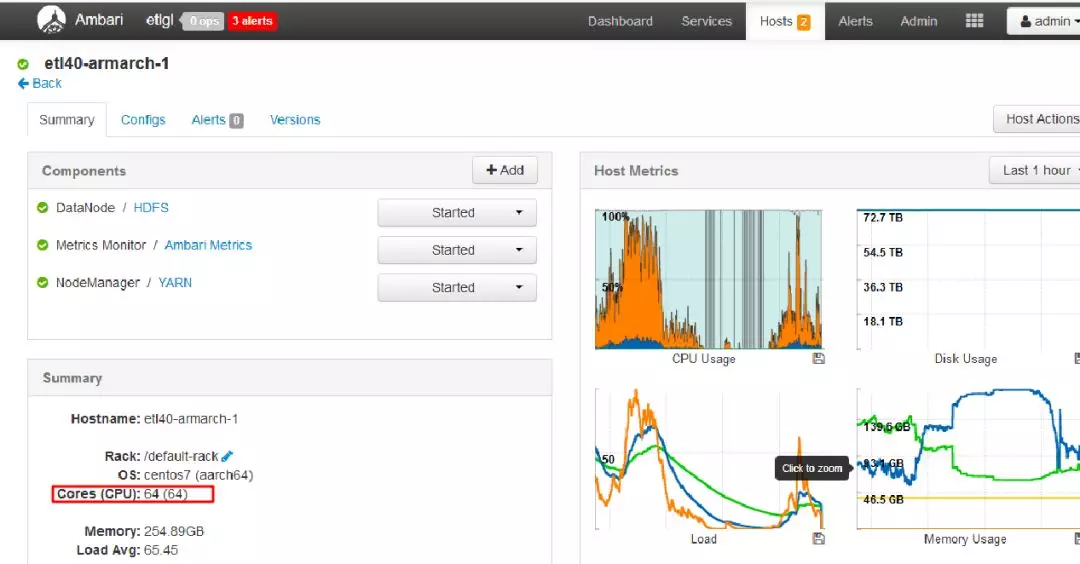 Ambari etlgl 0 ops 3 alerts Dashboard Services Hosts 2 Alerts Admin admin
etl40-armarch-1
Back
Summary Configs Alerts 0 Versions Host Actions
Components Add
Host Metrics Last 1 hour
DataNode / HDFS Started
Metrics Monitor / Ambari Metrics Started
NodeManager / YARN Started
100%
50%
CPU Usage
72.7 TB
54.5 TB
36.3 TB
18.1 TB
Disk Usage
Summary
Hostname: etl40-armarch-1
Rack: /default-rack
OS: centos7 (aarch64)
Cores (CPU): 64 (64)
Memory: 254.89GB
Load Avg: 65.45
50
Load
Click to zoom
139.6 GB
93.1 GB
46.5 GB
Memory Usage